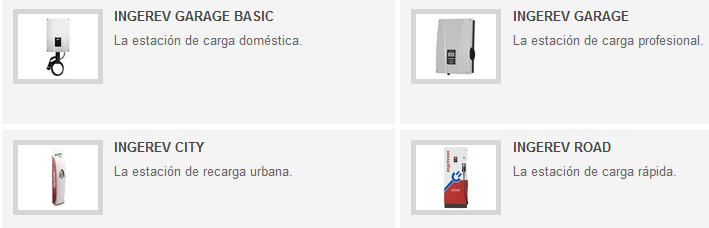 INGEREV GARAGE BASIC
La estación de carga doméstica.
INGEREV GARAGE
La estación de carga profesional.
INGEREV CITY
La estación de recarga urbana.
INGEREV ROAD
La estación de carga rápida.